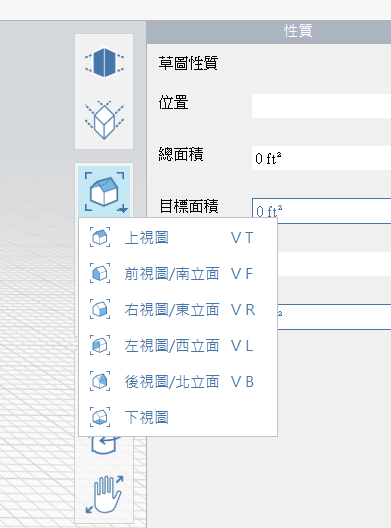 性質
草圖性質
位置
總面積
0 ft²
目標面積
0 ft²
上視圖 V T
前視圖/南立面 V F
右視圖/東立面 V R
左視圖/西立面 V L
後視圖/北立面 V B
下視圖